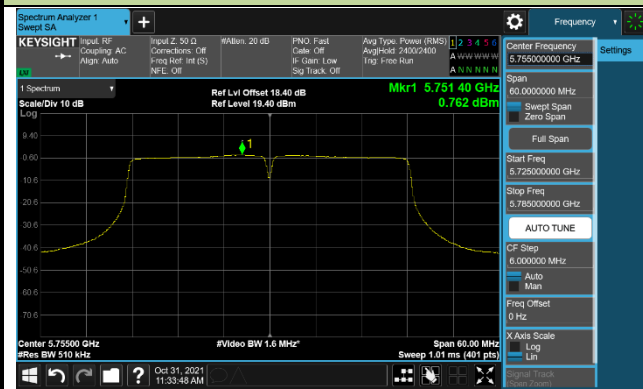 Spectrum Analyzer 1
Swept SA
Frequency
KEYSIGHT
Input: RF
Coupling: AC
Align: Auto
Input Z: 50 Ω
Corrections: Off
Freq Ref: Int (S)
NFE: Off
#Atten: 20 dB
PNO: Fast
Gate: Off
IF Gain: Low
Sig Track: Off
Avg Type: Power (RMS)
Avg|Hold: 2400/2400
Trig: Free Run
1 2 3 4 5 6
A W W W W W
A N N N N N
LXI
1 Spectrum
Scale/Div 10 dB
Log
Ref Lvl Offset 18.40 dB
Ref Level 19.40 dBm
Mkr1 5.751 40 GHz
0.762 dBm
9.40
1
0.60
10.6
20.6
30.6
40.6
-50.6
60.6
70.6
Center 5.75500 GHz
#Res BW 510 kHz
#Video BW 1.6 MHz*
Span 60.00 MHz
Sweep 1.01 ms (401 pts)
Oct 31, 2021
11:33:48 AM
Center Frequency
5.755000000 GHz
Settings
Span
60.0000000 MHz
Swept Span
Zero Span
Full Span
Start Freq
5.725000000 GHz
Stop Freq
5.785000000 GHz
AUTO TUNE
CF Step
6.000000 MHz
Auto
Man
Freq Offset
0 Hz
X Axis Scale
Log
Lin
Signal Track
(Span Zoom)